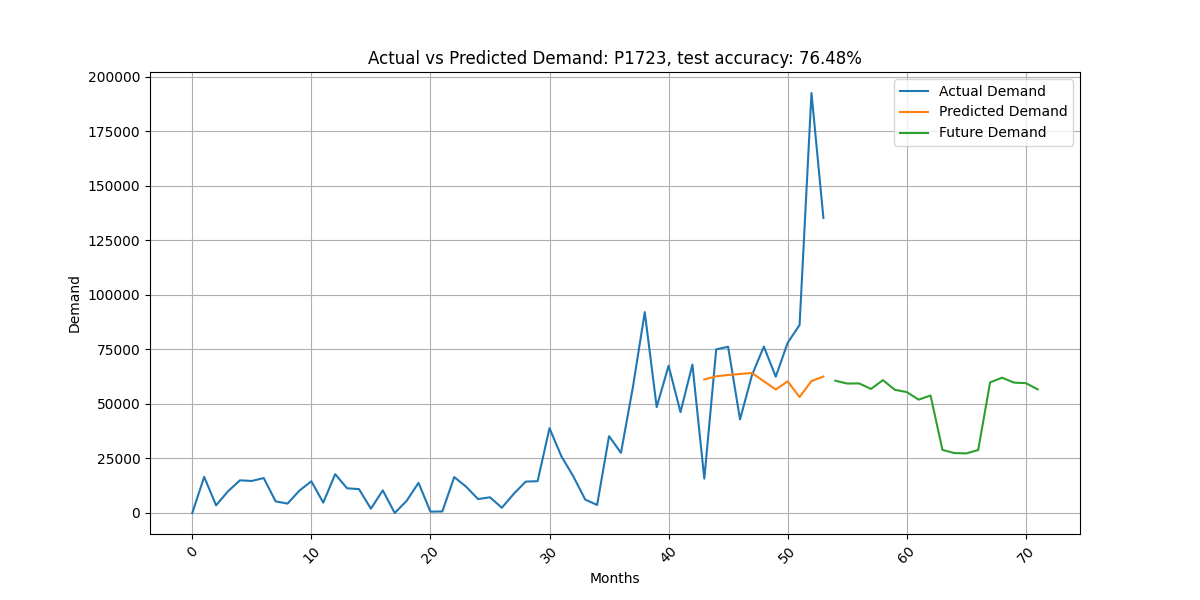 Actual vs Predicted Demand: P1723, test accuracy: 76.48%
200000
175000
150000
125000
100000
75000
50000
25000
0
Demand
Actual Demand
Predicted Demand
Future Demand
0
10
20
30
40
50
60
70
Months